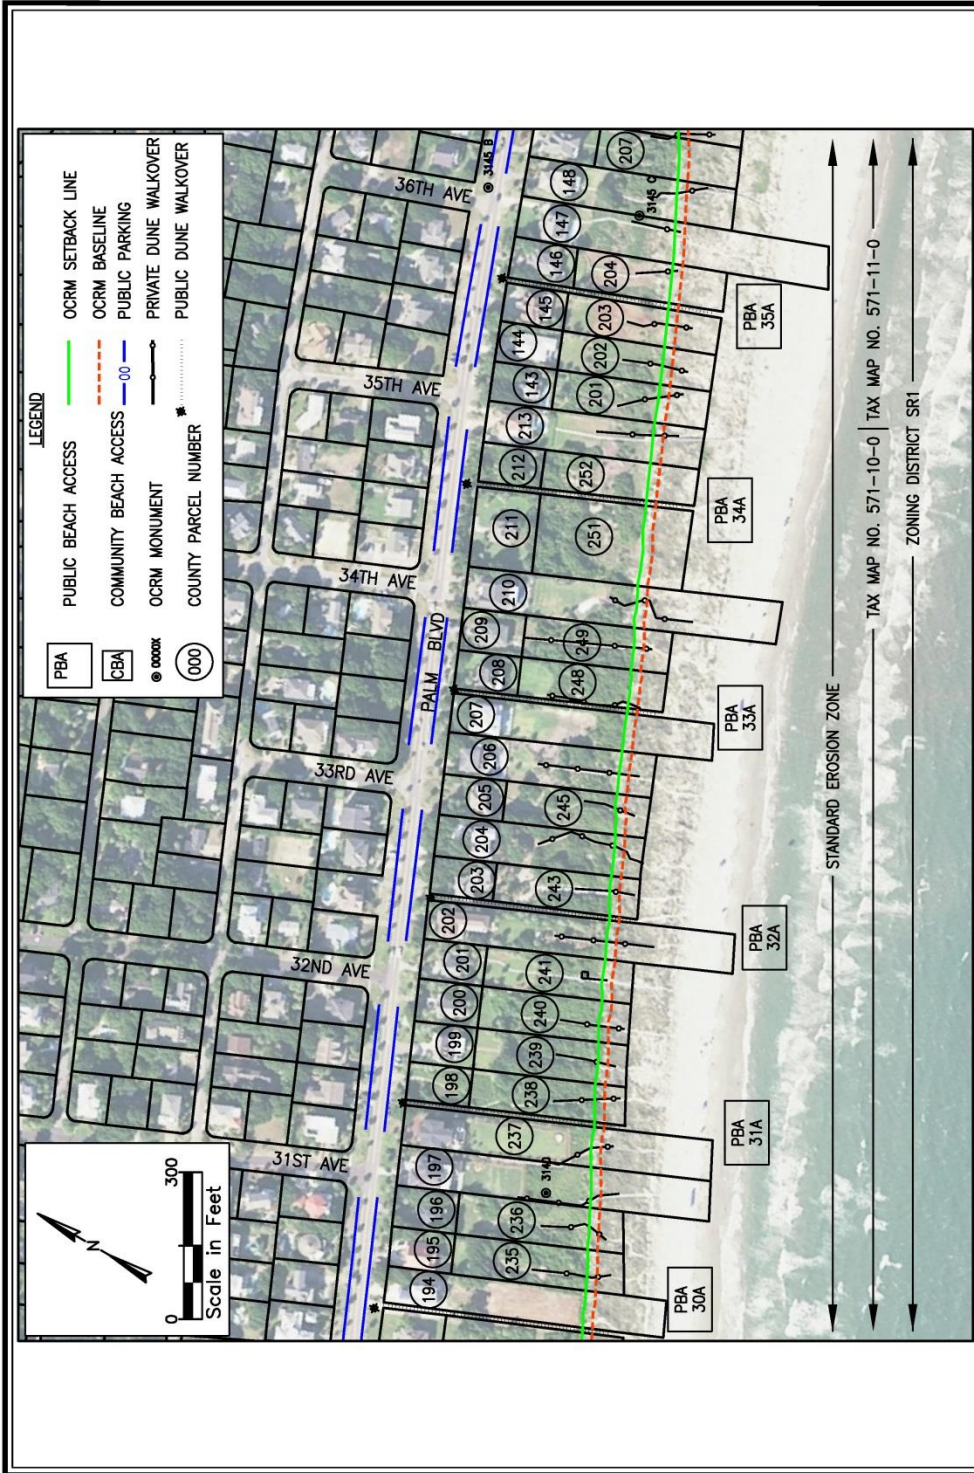 LEGEND
PBA
PUBLIC BEACH ACCESS
CBA
COMMUNITY BEACH ACCESS
0000X
OCRM MONUMENT
000
COUNTY PARCEL NUMBER
OCRM SETBACK LINE
OCRM BASELINE
00
PUBLIC PARKING
PRIVATE DUNE WALKOVER
PUBLIC DUNE WALKOVER
N
0
300
Scale in Feet
31ST AVE
32ND AVE
33RD AVE
34TH AVE
35TH AVE
36TH AVE
PALM BLVD
3145 B
194
195
196
197
198
199
200
201
202
203
204
205
206
207
208
209
210
211
212
213
143
144
145
146
147
148
235
236
3140
237
238
239
240
241
243
245
248
249
251
252
201
202
203
204
3145
207
PBA
30A
PBA
31A
PBA
32A
PBA
33A
PBA
34A
PBA
35A
STANDARD EROSION ZONE
TAX MAP NO. 571-10-0
TAX MAP NO. 571-11-0
ZONING DISTRICT SR1